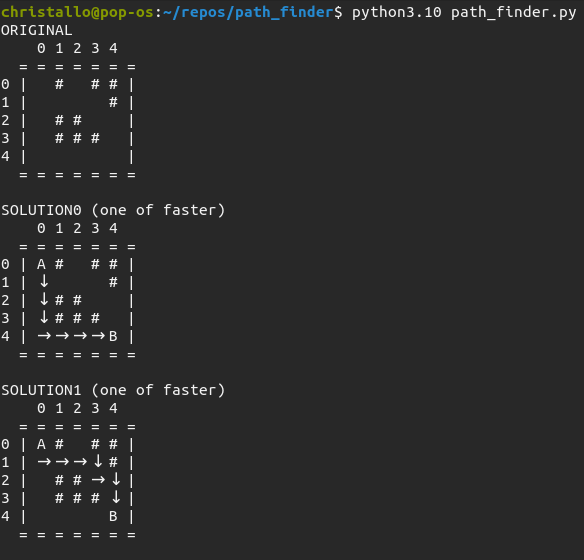 christallo@pop-os:~/repos/path_finder$ python3.10 path_finder.py
ORIGINAL
    0 1 2 3 4
  = = = = = = =
0 |   #   # # |
1 |         # |
2 |   # #     |
3 |   # # #   |
4 |           |
  = = = = = = =

SOLUTION0 (one of faster)
    0 1 2 3 4
  = = = = = = =
0 | A #   # # |
1 | ↓       # |
2 | ↓ # #     |
3 | ↓ # # #   |
4 | → → → → B |
  = = = = = = =

SOLUTION1 (one of faster)
    0 1 2 3 4
  = = = = = = =
0 | A #   # # |
1 | → → → ↓ # |
2 |   # # → ↓ |
3 |   # # # ↓ |
4 |         B |
  = = = = = = =